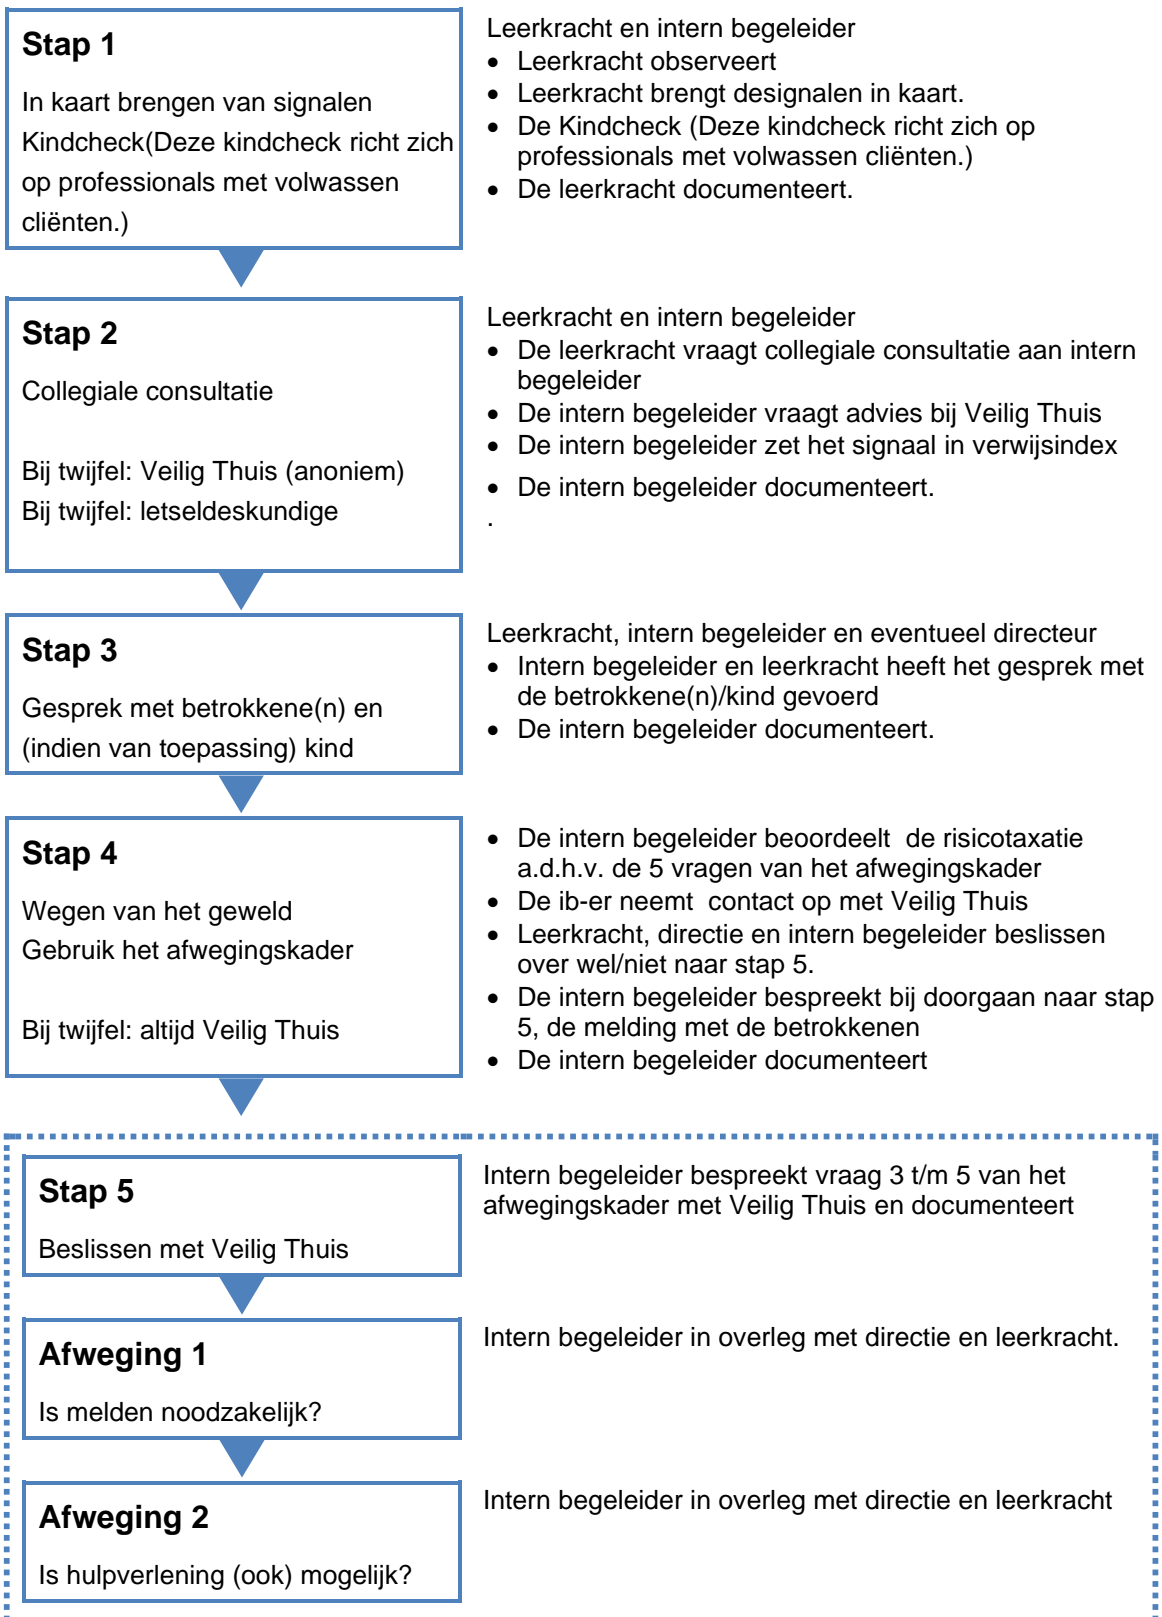 Stap 1
In kaart brengen van signalen
Kindcheck(Deze kindcheck richt zich
op professionals met volwassen
cliënten.)
Leerkracht en intern begeleider
• Leerkracht observeert
• Leerkracht brengt designalen in kaart.
• De Kindcheck (Deze kindcheck richt zich op
professionals met volwassen cliënten.)
• De leerkracht documenteert.
Stap 2
Collegiale consultatie
Bij twijfel: Veilig Thuis (anoniem)
Bij twijfel: letseldeskundige
Leerkracht en intern begeleider
• De leerkracht vraagt collegiale consultatie aan intern
begeleider
• De intern begeleider vraagt advies bij Veilig Thuis
• De intern begeleider zet het signaal in verwijsindex
• De intern begeleider documenteert.
.
Stap 3
Gesprek met betrokkene(n) en
(indien van toepassing) kind
Leerkracht, intern begeleider en eventueel directeur
• Intern begeleider en leerkracht heeft het gesprek met
de betrokkene(n)/kind gevoerd
• De intern begeleider documenteert.
Stap 4
Wegen van het geweld
Gebruik het afwegingskader
Bij twijfel: altijd Veilig Thuis
• De intern begeleider beoordeelt  de risicotaxatie
a.d.h.v. de 5 vragen van het afwegingskader
• De ib-er neemt  contact op met Veilig Thuis
• Leerkracht, directie en intern begeleider beslissen
over wel/niet naar stap 5.
• De intern begeleider bespreekt bij doorgaan naar stap
5, de melding met de betrokkenen
• De intern begeleider documenteert
Stap 5
Beslissen met Veilig Thuis
Intern begeleider bespreekt vraag 3 t/m 5 van het
afwegingskader met Veilig Thuis en documenteert
Afweging 1
Is melden noodzakelijk?
Intern begeleider in overleg met directie en leerkracht.
Afweging 2
Is hulpverlening (ook) mogelijk?
Intern begeleider in overleg met directie en leerkracht